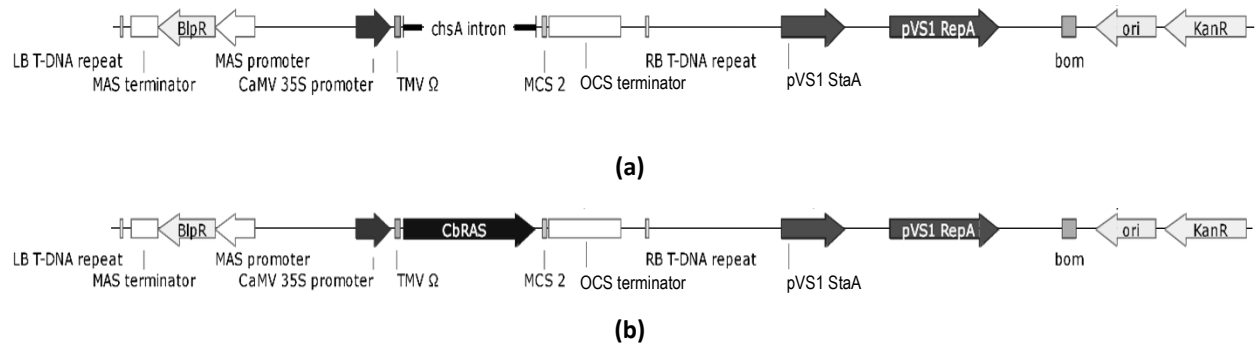 BlpR chsA intron pVS1 RepA ori KanR
LB T-DNA repeat MAS promoter RB T-DNA repeat bom
MAS terminator CaMV 35S promoter TMV Ω MCS 2 OCS terminator pVS1 StaA
(a)
BlpR CbRAS pVS1 RepA ori KanR
LB T-DNA repeat MAS promoter RB T-DNA repeat bom
MAS terminator CaMV 35S promoter TMV Ω MCS 2 OCS terminator pVS1 StaA
(b)